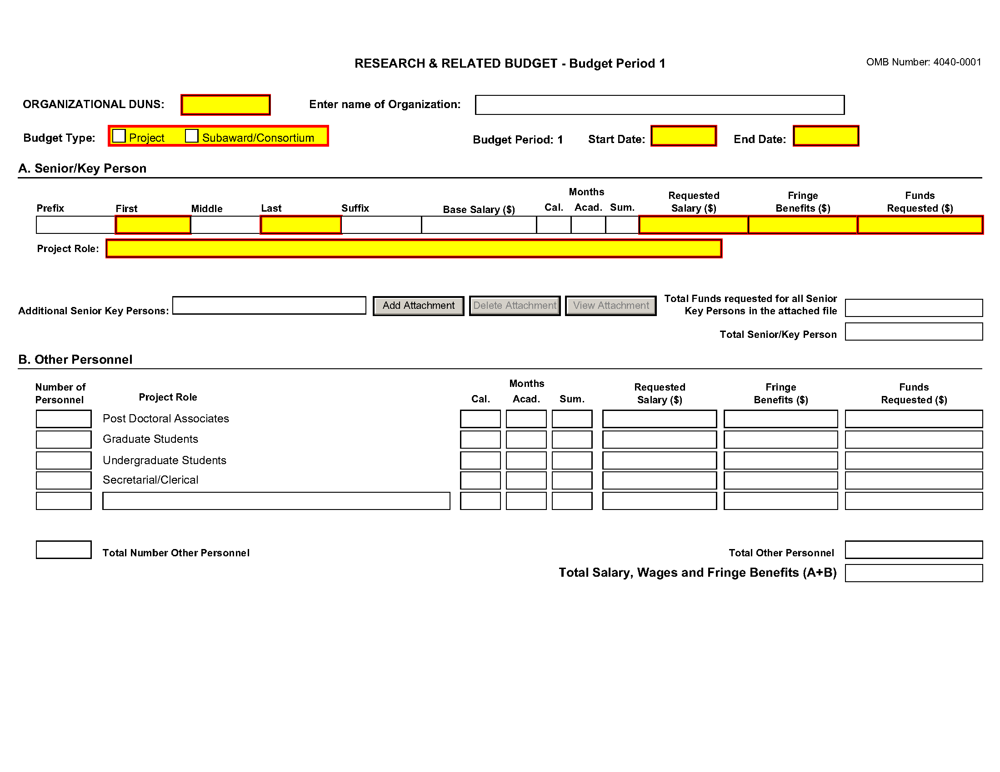 RESEARCH & RELATED BUDGET - Budget Period 1
OMB Number: 4040-0001
ORGANIZATIONAL DUNS:
Enter name of Organization:
Budget Type:
Project
Subaward/Consortium
Budget Period: 1
Start Date:
End Date:
A. Senior/Key Person
Prefix
First
Middle
Last
Suffix
Base Salary ($)
Months
Cal.
Acad.
Sum.
Requested
Salary ($)
Fringe
Benefits ($)
Funds
Requested ($)
Project Role:
Additional Senior Key Persons:
Add Attachment
Delete Attachment
View Attachment
Total Funds requested for all Senior
Key Persons in the attached file
Total Senior/Key Person
B. Other Personnel
Number of
Personnel
Project Role
Months
Cal.
Acad.
Sum.
Requested
Salary ($)
Fringe
Benefits ($)
Funds
Requested ($)
Post Doctoral Associates
Graduate Students
Undergraduate Students
Secretarial/Clerical
Total Number Other Personnel
Total Other Personnel
Total Salary, Wages and Fringe Benefits (A+B)